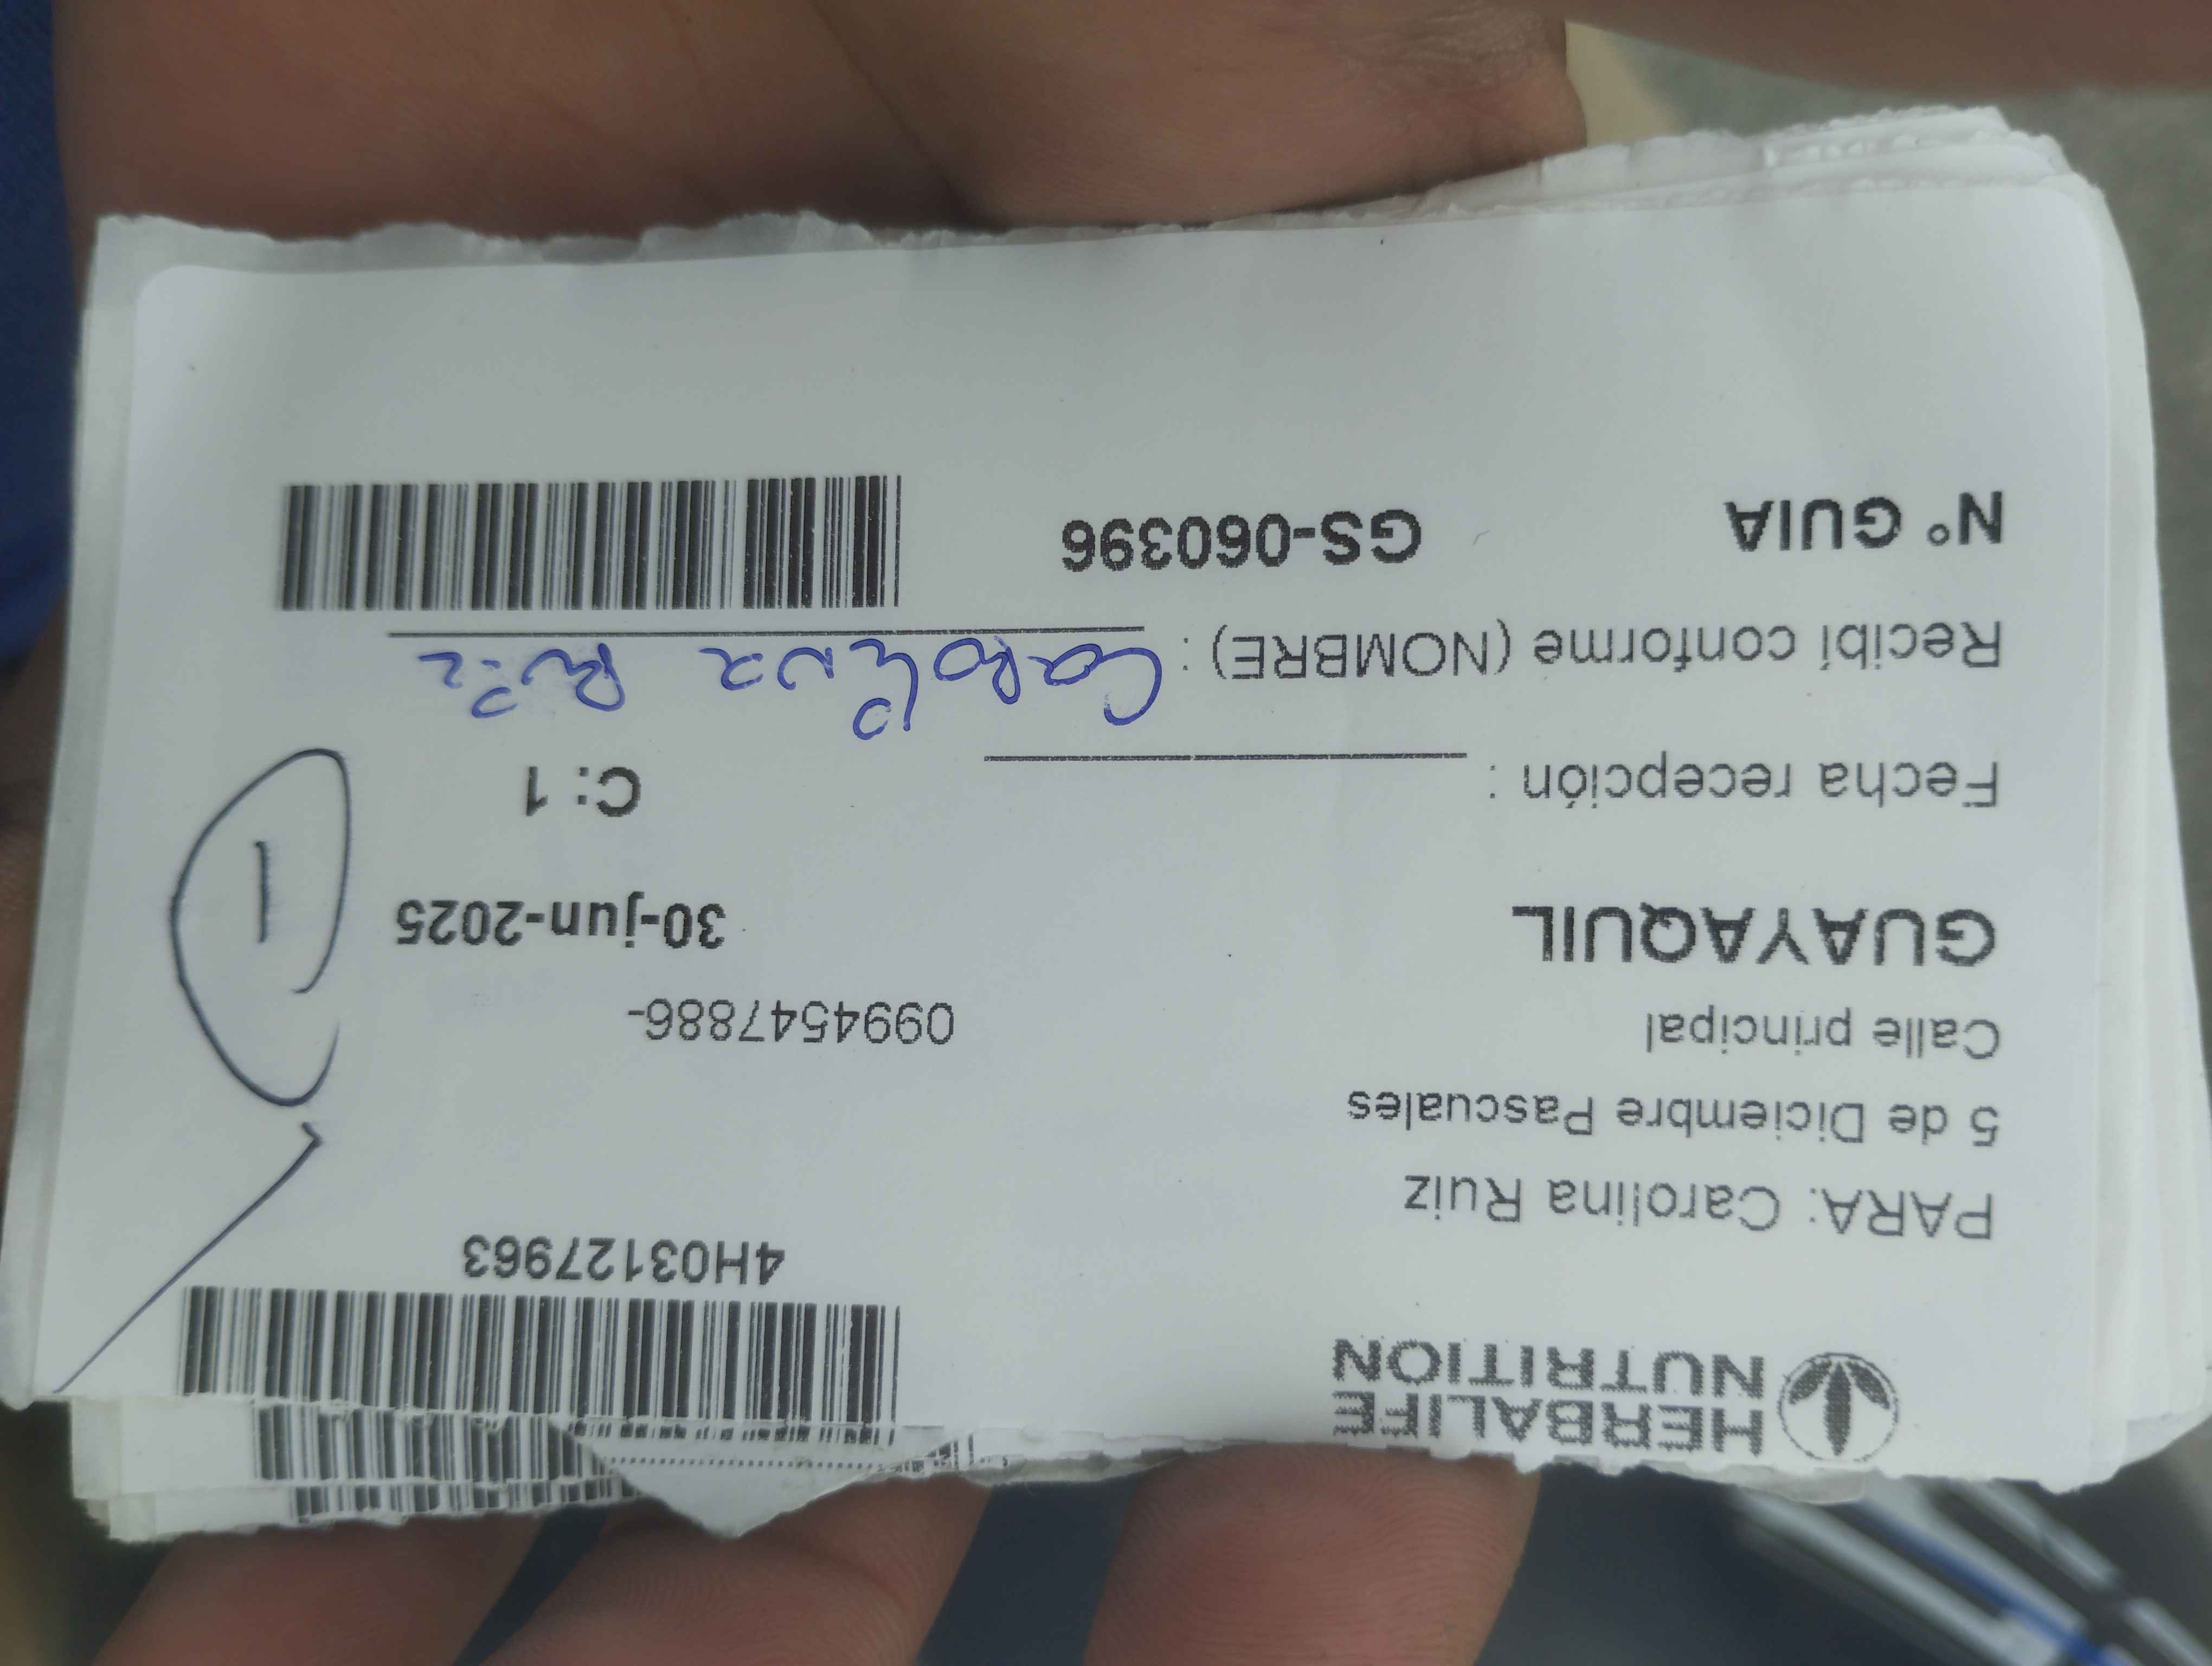 HERBALIFE
NUTRITION
4H03127963
PARA: Carolina Ruiz
5 de Diciembre Pascuales
Calle principal
0994547886-
GUAYAQUIL
30-jun-2025
1
Fecha recepción :
C: 1
Recibí conforme (NOMBRE) : Carolina Ruiz
N° GUIA
GS-060396